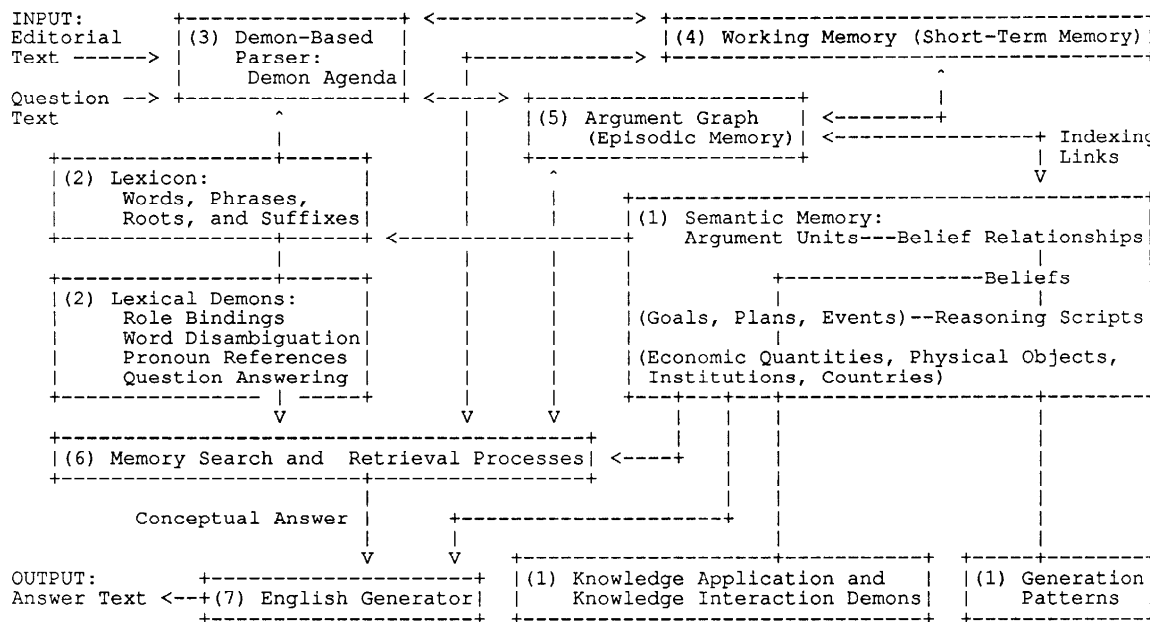 INPUT:
Editorial
Text
Question
Text
(3) Demon-Based
Parser:
Demon Agenda
(4) Working Memory (Short-Term Memory)
(5) Argument Graph
(Episodic Memory)
Indexing
Links
(2) Lexicon:
Words, Phrases,
Roots, and Suffixes
(1) Semantic Memory:
Argument Units---Belief Relationships
Beliefs
(Goals, Plans, Events)--Reasoning Scripts
(Economic Quantities, Physical Objects,
Institutions, Countries)
(2) Lexical Demons:
Role Bindings
Word Disambiguation
Pronoun References
Question Answering
(6) Memory Search and Retrieval Processes
Conceptual Answer
OUTPUT:
Answer Text
(7) English Generator
(1) Knowledge Application and
Knowledge Interaction Demons
(1) Generation
Patterns